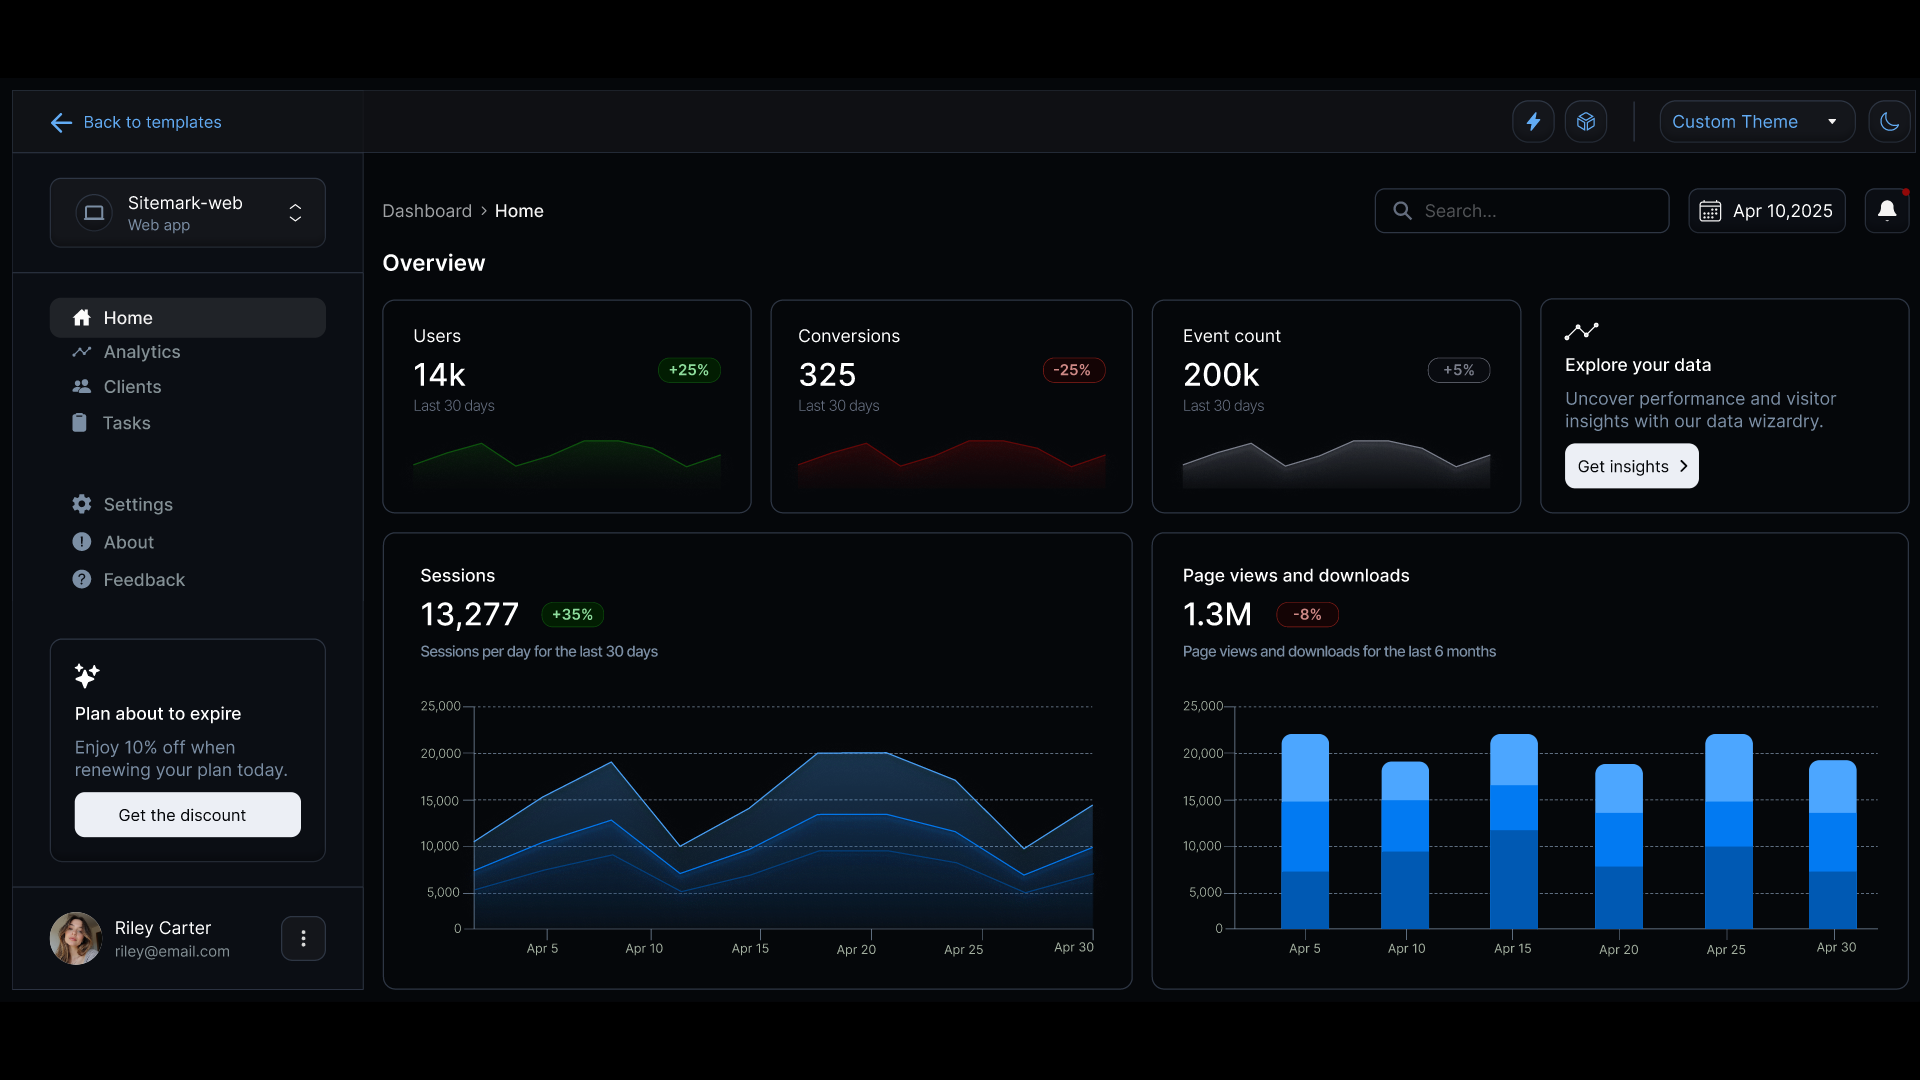 Back to templates
Custom Theme
Sitemark-web
Web app
Home
Analytics
Clients
Tasks
Settings
About
Feedback
Plan about to expire
Enjoy 10% off when
renewing your plan today.
Get the discount
Riley Carter
riley@email.com
Dashboard > Home
Search...
Apr 10,2025
Overview
Users
14k
+25%
Last 30 days
Conversions
325
-25%
Last 30 days
Event count
200k
+5%
Last 30 days
Explore your data
Uncover performance and visitor
insights with our data wizardry.
Get insights
Sessions
13,277
+35%
Sessions per day for the last 30 days
25,000
20,000
15,000
10,000
5,000
0
Apr 5
Apr 10
Apr 15
Apr 20
Apr 25
Apr 30
Page views and downloads
1.3M
-8%
Page views and downloads for the last 6 months
25,000
20,000
15,000
10,000
5,000
0
Apr 5
Apr 10
Apr 15
Apr 20
Apr 25
Apr 30